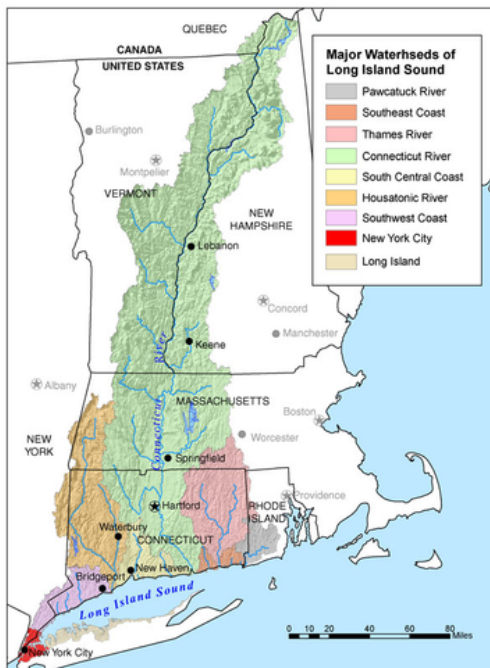 QUEBEC
CANADA
UNITED STATES
Major Waterhseds of
Long Island Sound
Pawcatuck River
Southeast Coast
Thames River
Connecticut River
South Central Coast
Housatonic River
Southwest Coast
New York City
Long Island
Burlington
Montpelier
VERMONT
NEW
HAMPSHIRE
Lebanon
Concord
Manchester
Keene
Connecticut River
Albany
MASSACHUSETTS
Boston
NEW
YORK
Worcester
Springfield
Providence
Hartford
RHODE
ISLAND
Waterbury
CONNECTICUT
New Haven
Bridgeport
Long Island Sound
New York City
0 10 20 40 60 80
Miles